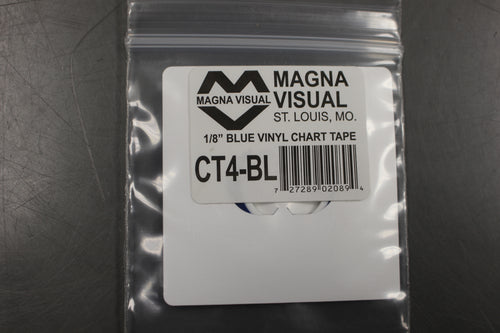 MAGNA VISUAL
MAGNA
VISUAL
ST. LOUIS, MO.
1/8" BLUE VINYL CHART TAPE
CT4-BL
7 27289 02089 4